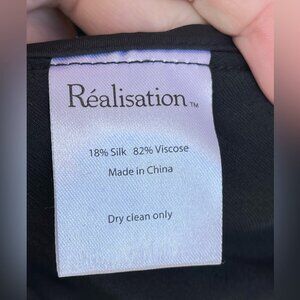 Réalisation™
18% Silk 82% Viscose
Made in China
Dry clean only